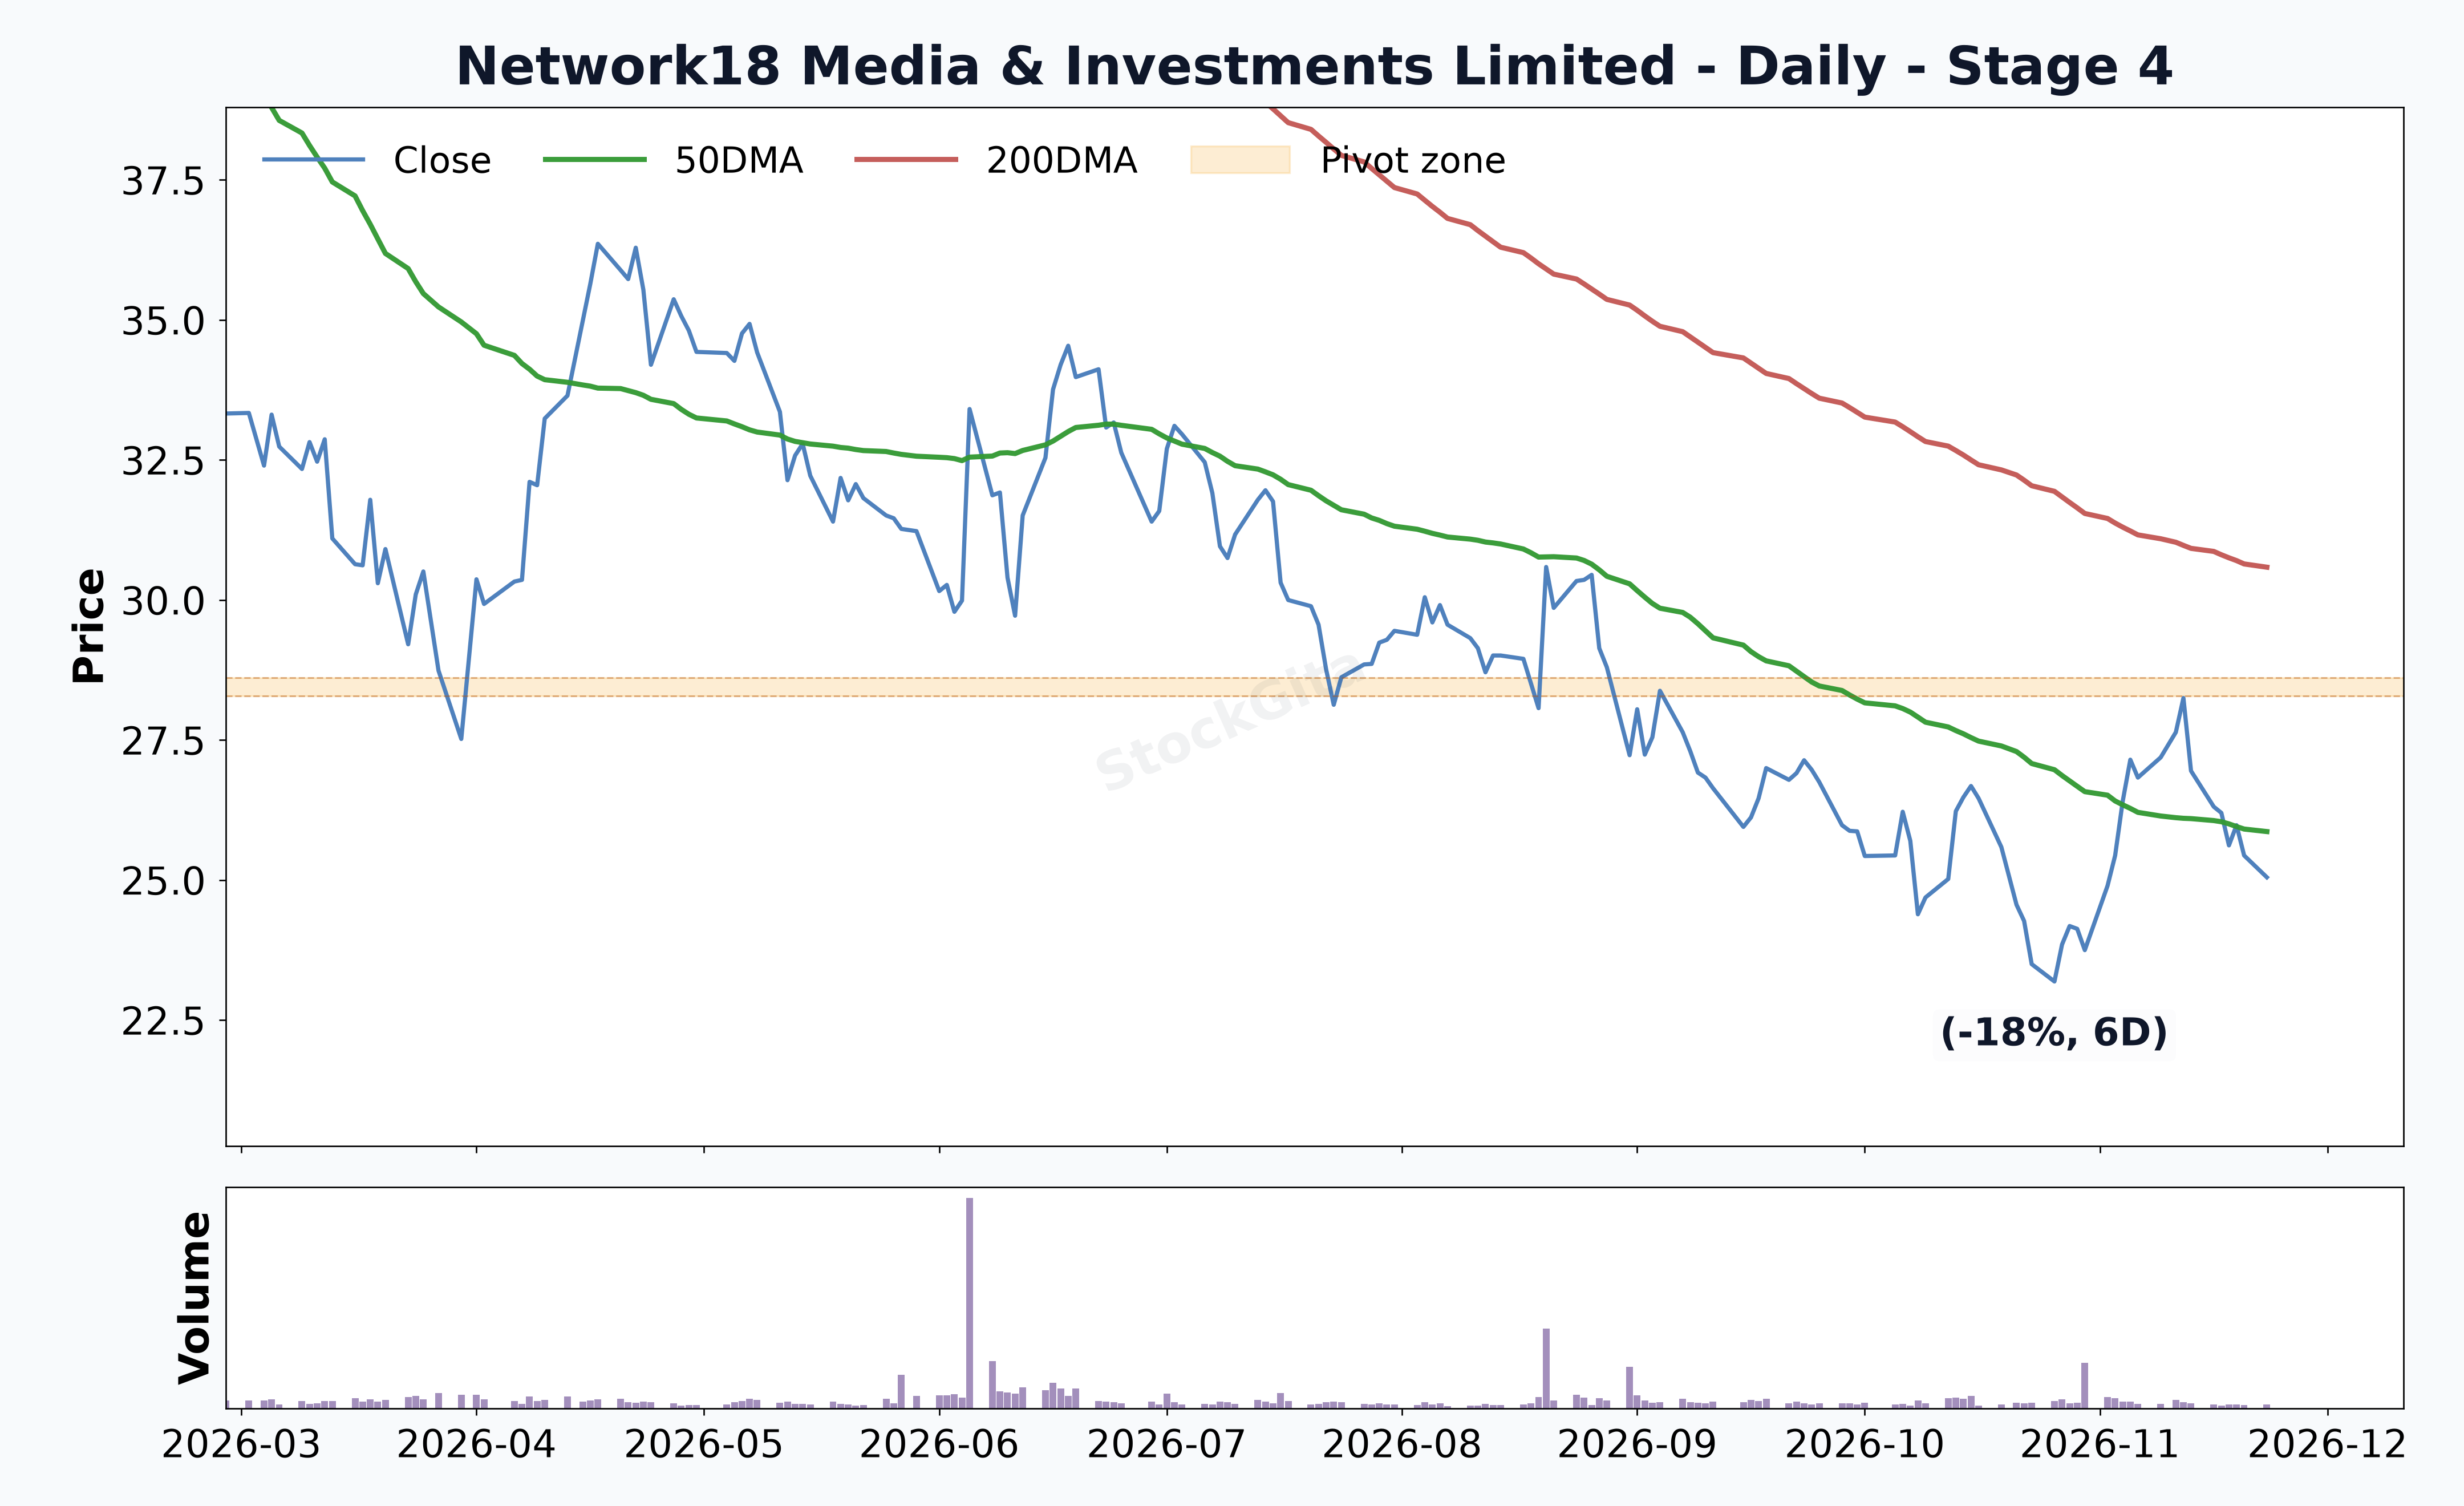 Network18 Media & Investments Limited - Daily - Stage 4
Close 50DMA 200DMA Pivot zone
Price
37.5
35.0
32.5
30.0
27.5
25.0
22.5
StockGita
(-18%, 6D)
Volume
2026-03 2026-04 2026-05 2026-06 2026-07 2026-08 2026-09 2026-10 2026-11 2026-12